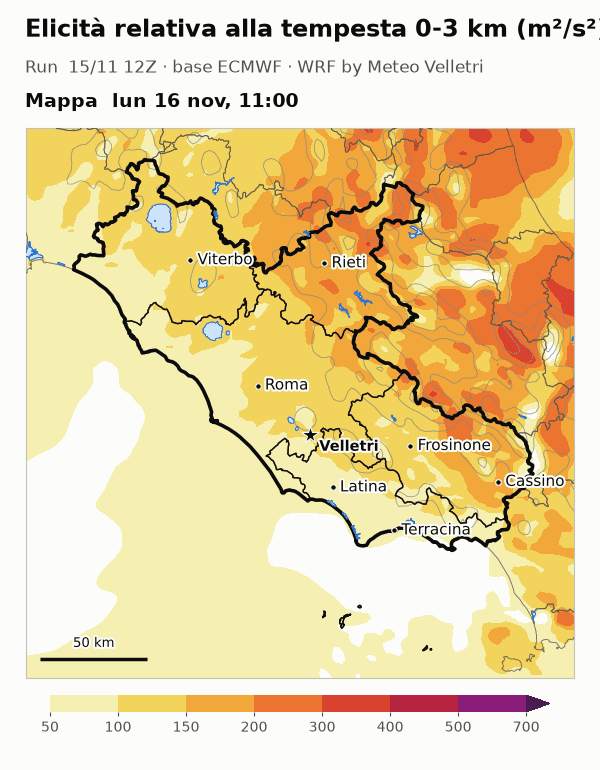 Elicità relativa alla tempesta 0-3 km (m²/s²)
Run 15/11 12Z · base ECMWF · WRF by Meteo Velletri
Mappa lun 16 nov, 11:00
Viterbo
Rieti
Roma
Velletri
Frosinone
Cassino
Latina
Terracina
50 km
50 100 150 200 300 400 500 700